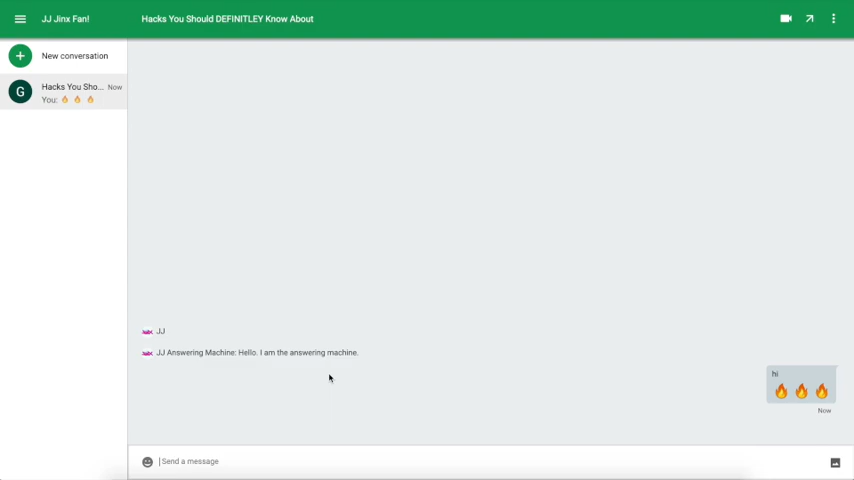 JJ Jinx Fan!
Hacks You Should DEFINITLEY Know About
New conversation
G
Hacks You Sho... Now
You: 🔥 🔥 🔥
JJ
JJ Answering Machine: Hello. I am the answering machine.
hi
🔥 🔥 🔥
Now
Send a message